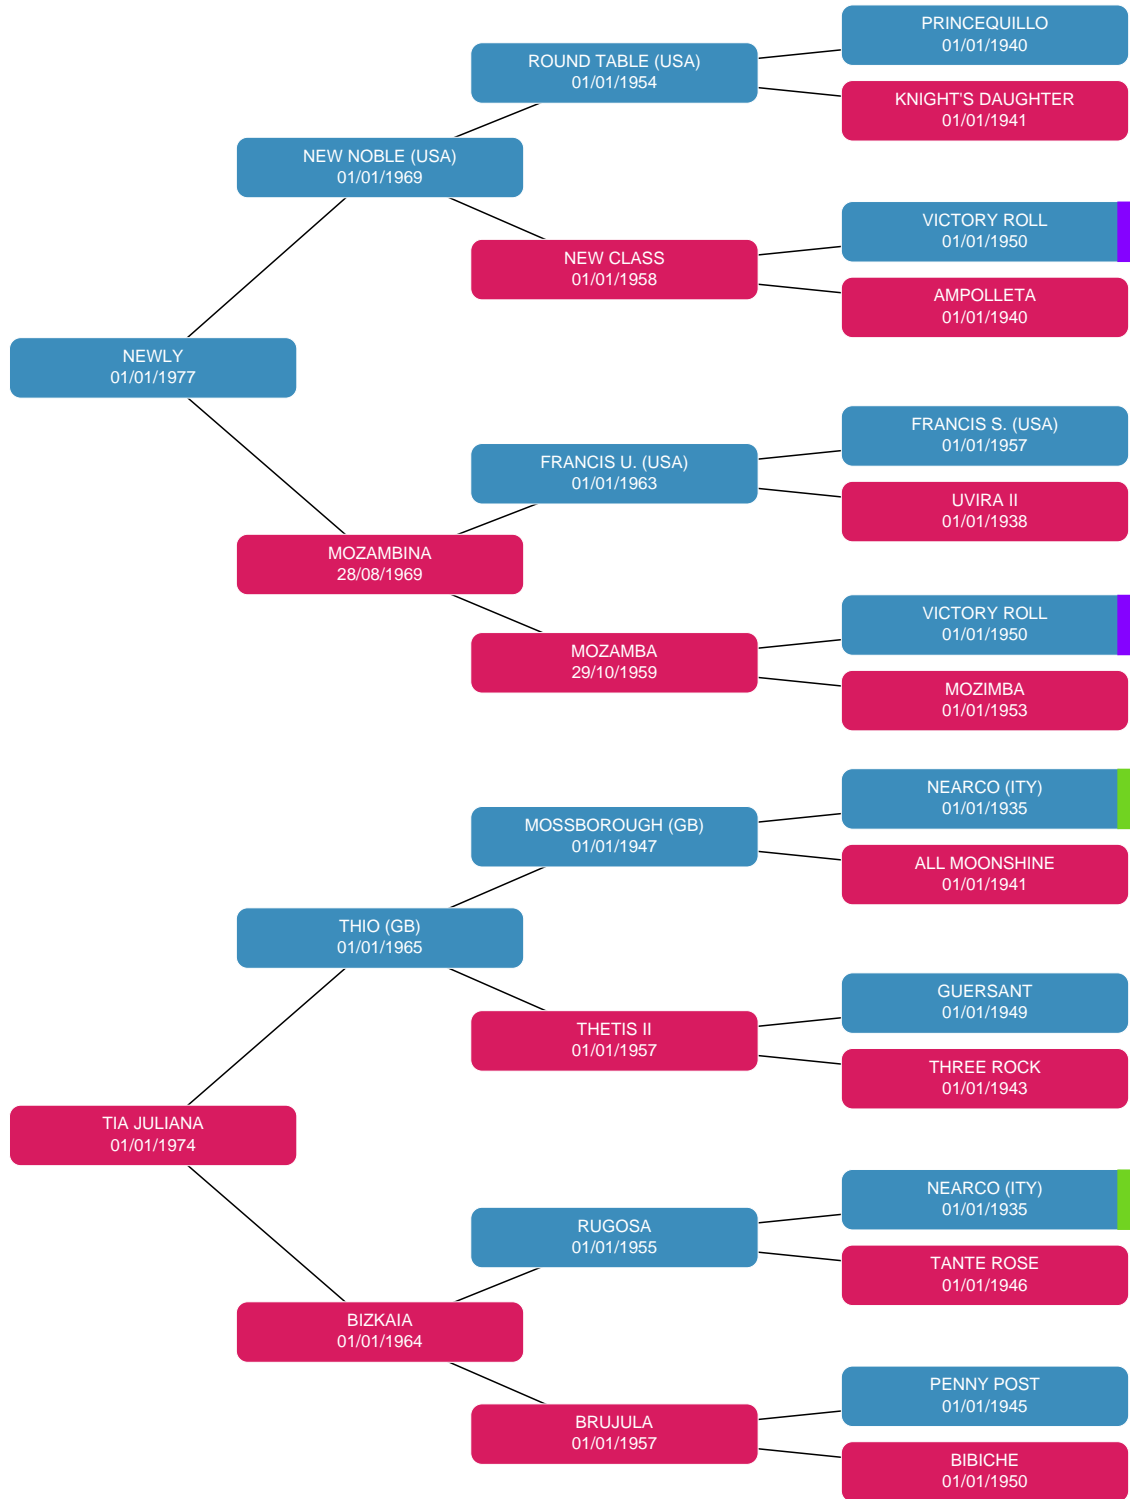 PRINCEQUILLO
01/01/1940
ROUND TABLE (USA)
01/01/1954
KNIGHT'S DAUGHTER
01/01/1941
NEW NOBLE (USA)
01/01/1969
VICTORY ROLL
01/01/1950
NEW CLASS
01/01/1958
AMPOLLETA
01/01/1940
NEWLY
01/01/1977
FRANCIS S. (USA)
01/01/1957
FRANCIS U. (USA)
01/01/1963
UVIRA II
01/01/1938
MOZAMBINA
28/08/1969
VICTORY ROLL
01/01/1950
MOZAMBA
29/10/1959
MOZIMBA
01/01/1953
NEARCO (ITY)
01/01/1935
MOSSBOROUGH (GB)
01/01/1947
ALL MOONSHINE
01/01/1941
THIO (GB)
01/01/1965
GUERSANT
01/01/1949
THETIS II
01/01/1957
THREE ROCK
01/01/1943
TIA JULIANA
01/01/1974
NEARCO (ITY)
01/01/1935
RUGOSA
01/01/1955
TANTE ROSE
01/01/1946
BIZKAIA
01/01/1964
PENNY POST
01/01/1945
BRUJULA
01/01/1957
BIBICHE
01/01/1950